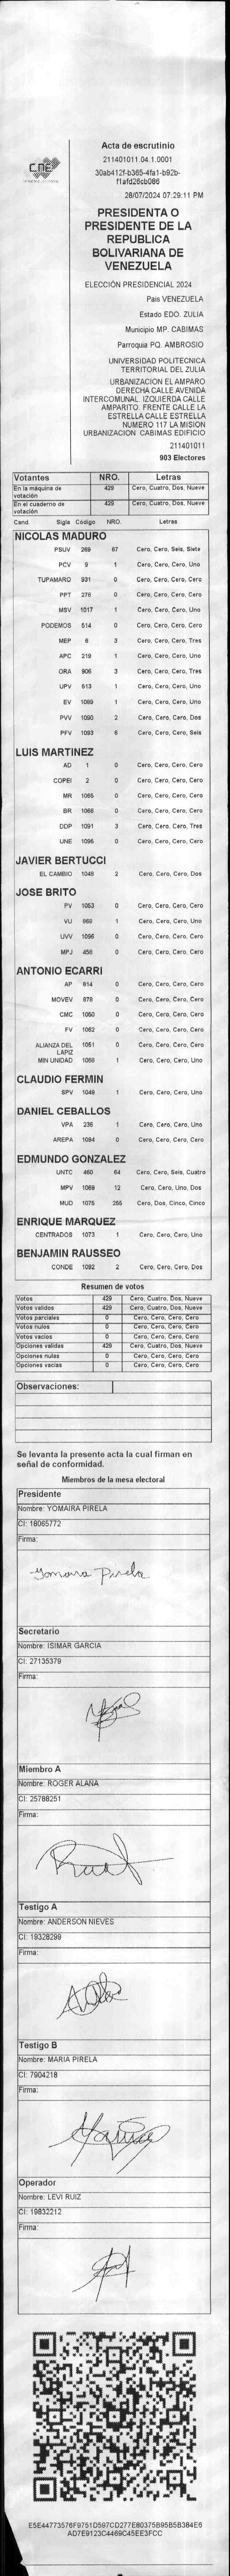 CNE
Acta de escrutinio
211401011.04.1.0001
30ab412f-b365-4fa1-b92b-
f1afd26cb086
28/07/2024 07:29:11 PM
PRESIDENTA O
PRESIDENTE DE LA
REPUBLICA
BOLIVARIANA DE
VENEZUELA
ELECCIÓN PRESIDENCIAL 2024
Pais VENEZUELA
Estado EDO. ZULIA
Municipio MP. CABIMAS
Parroquia PQ. AMBROSIO
UNIVERSIDAD POLITECNICA
TERRITORIAL DEL ZULIA
URBANIZACION EL AMPARO
DERECHA CALLE AVENIDA
INTERCOMUNAL. IZQUIERDA CALLE
AMPARITO. FRENTE CALLE LA
ESTRELLA CALLE ESTRELLA
NUMERO 117 LA MISION
URBANIZACION CABIMAS EDIFICIO
211401011
903 Electores
Votantes NRO. Letras
En la máquina de votación 429 Cero, Cuatro, Dos, Nueve
En el cuaderno de votación 429 Cero, Cuatro, Dos, Nueve
Cand. Sigla Código NRO. Letras
NICOLAS MADURO
PSUV 269 67 Cero, Cero, Seis, Siete
PCV 9 1 Cero, Cero, Cero, Uno
TUPAMARO 931 0 Cero, Cero, Cero, Cero
PPT 276 0 Cero, Cero, Cero, Cero
MSV 1017 1 Cero, Cero, Cero, Uno
PODEMOS 514 0 Cero, Cero, Cero, Cero
MEP 6 3 Cero, Cero, Cero, Tres
APC 219 1 Cero, Cero, Cero, Uno
ORA 906 3 Cero, Cero, Cero, Tres
UPV 513 1 Cero, Cero, Cero, Uno
EV 1089 1 Cero, Cero, Cero, Uno
PVV 1090 2 Cero, Cero, Cero, Dos
PFV 1093 6 Cero, Cero, Cero, Seis
LUIS MARTINEZ
AD 1 0 Cero, Cero, Cero, Cero
COPEI 2 0 Cero, Cero, Cero, Cero
MR 1065 0 Cero, Cero, Cero, Cero
BR 1066 0 Cero, Cero, Cero, Cero
DDP 1091 3 Cero, Cero, Cero, Tres
UNE 1095 0 Cero, Cero, Cero, Cero
JAVIER BERTUCCI
EL CAMBIO 1048 2 Cero, Cero, Cero, Dos
JOSE BRITO
PV 1053 0 Cero, Cero, Cero, Cero
VU 968 1 Cero, Cero, Cero, Uno
UVV 1096 0 Cero, Cero, Cero, Cero
MPJ 458 0 Cero, Cero, Cero, Cero
ANTONIO ECARRI
AP 814 0 Cero, Cero, Cero, Cero
MOVEV 878 0 Cero, Cero, Cero, Cero
CMC 1050 0 Cero, Cero, Cero, Cero
FV 1062 0 Cero, Cero, Cero, Cero
ALIANZA DEL LAPIZ 1051 0 Cero, Cero, Cero, Cero
MIN UNIDAD 1058 1 Cero, Cero, Cero, Uno
CLAUDIO FERMIN
SPV 1049 1 Cero, Cero, Cero, Uno
DANIEL CEBALLOS
VPA 236 1 Cero, Cero, Cero, Uno
AREPA 1094 0 Cero, Cero, Cero, Cero
EDMUNDO GONZALEZ
UNTC 460 64 Cero, Cero, Seis, Cuatro
MPV 1069 12 Cero, Cero, Uno, Dos
MUD 1075 255 Cero, Dos, Cinco, Cinco
ENRIQUE MARQUEZ
CENTRADOS 1073 1 Cero, Cero, Cero, Uno
BENJAMIN RAUSSEO
CONDE 1092 2 Cero, Cero, Cero, Dos
Resumen de votos
Votos 429 Cero, Cuatro, Dos, Nueve
Votos validos 429 Cero, Cuatro, Dos, Nueve
Votos parciales 0 Cero, Cero, Cero, Cero
Votos nulos 0 Cero, Cero, Cero, Cero
Votos vacios 0 Cero, Cero, Cero, Cero
Opciones validas 429 Cero, Cuatro, Dos, Nueve
Opciones nulas 0 Cero, Cero, Cero, Cero
Opciones vacias 0 Cero, Cero, Cero, Cero
Observaciones:
Se levanta la presente acta la cual firman en
señal de conformidad.
Miembros de la mesa electoral
Presidente
Nombre: YOMAIRA PIRELA
CI: 18065772
Firma:
Yomaira Pirela
Secretario
Nombre: ISIMAR GARCIA
CI: 27135379
Firma:
Miembro A
Nombre: ROGER ALAÑA
CI: 25788251
Firma:
Testigo A
Nombre: ANDERSON NIEVES
CI: 19328299
Firma:
Testigo B
Nombre: MARIA PIRELA
CI: 7904218
Firma:
Operador
Nombre: LEVI RUIZ
CI: 19832212
Firma:
E5E44773576F9751D597CD277E80375B95B5B384E6
AD7E9123C4469C45EE3FCC